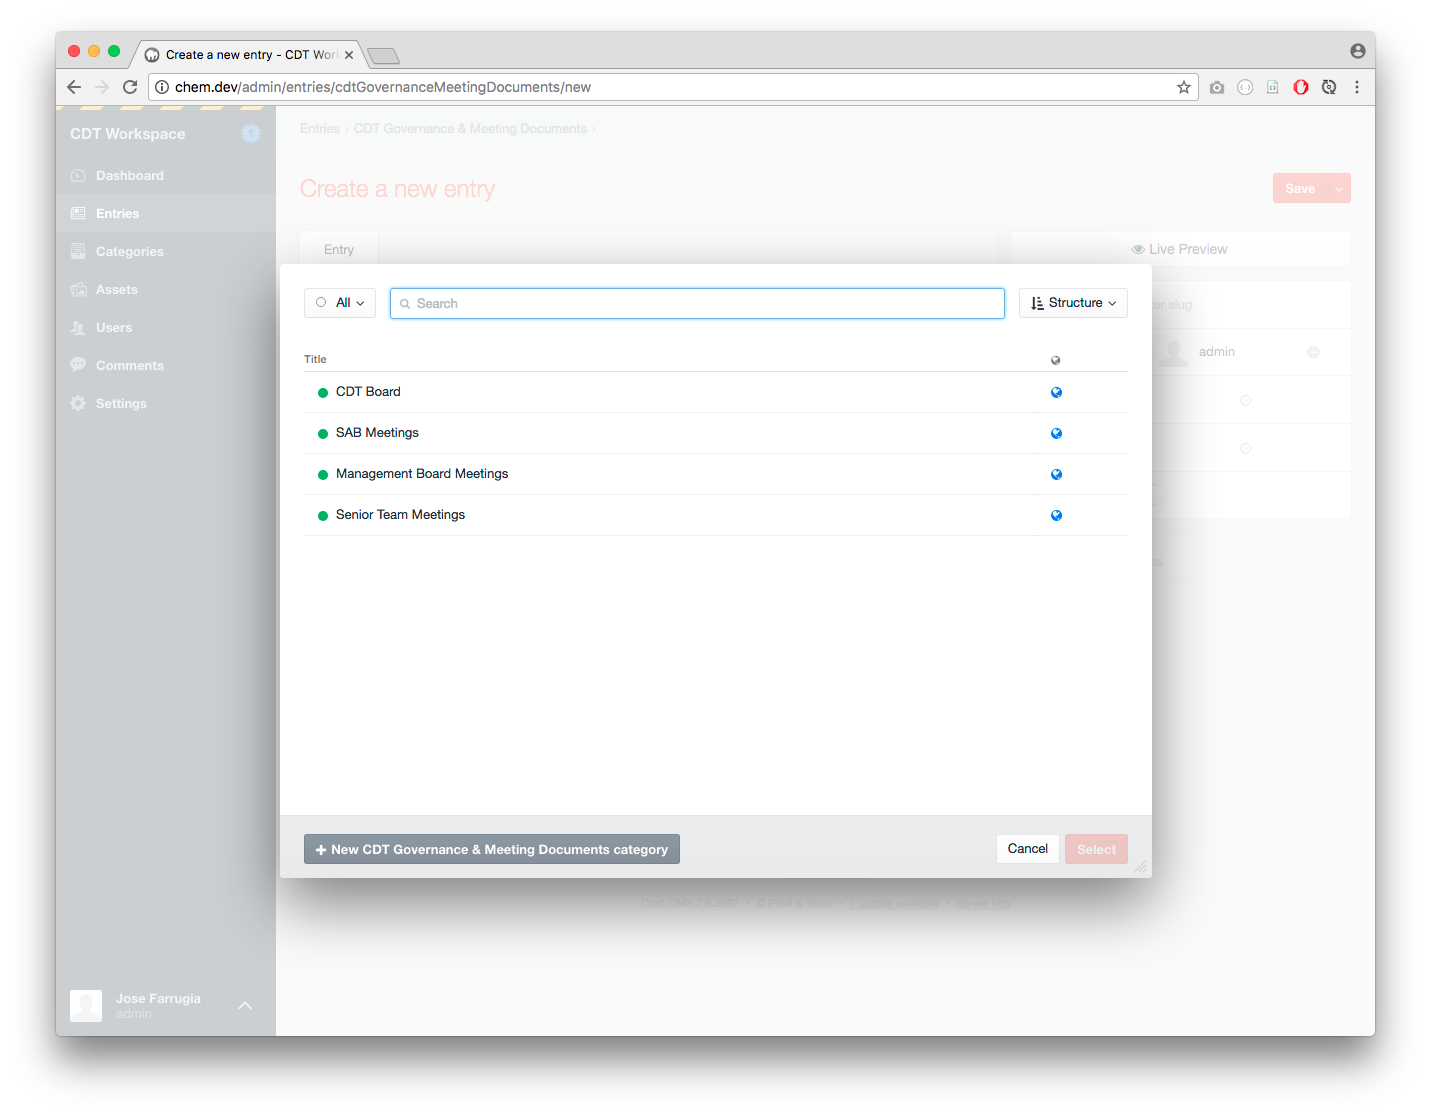 Create a new entry - CDT Wor
chem.dev/admin/entries/cdtGovernanceMeetingDocuments/new
CDT Workspace
1
Entries › CDT Governance & Meeting Documents ›
Dashboard
Create a new entry
Save
Entries
Categories
Entry
Live Preview
Assets
All
Search
Structure
slug
Users
Title
admin
Comments
CDT Board
Settings
SAB Meetings
Management Board Meetings
Senior Team Meetings
+ New CDT Governance & Meeting Documents category
Cancel
Select
Craft CMS 2.6.2967 • © Pixel & Tonic • 1 update available • Server Info
Jose Farrugia
admin